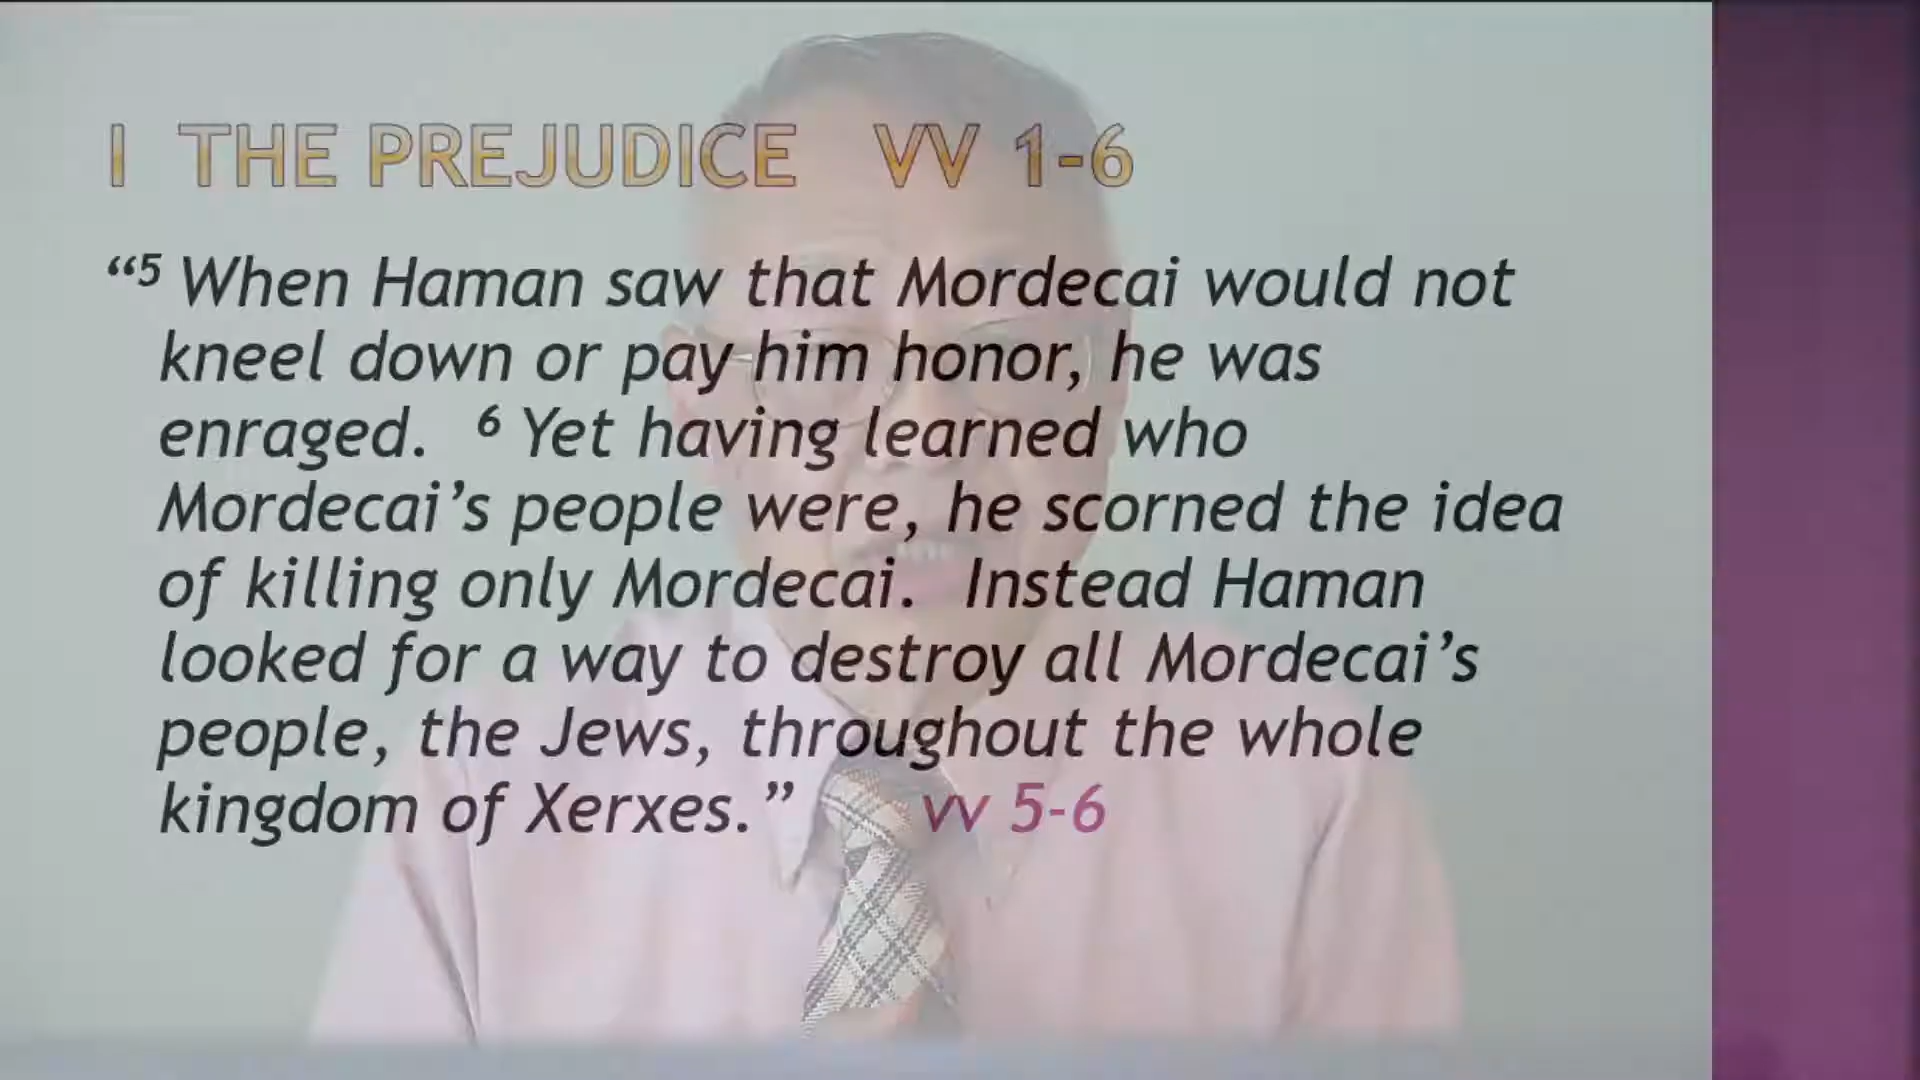 I THE PREJUDICE VV 1-6
“5 When Haman saw that Mordecai would not
kneel down or pay him honor, he was
enraged. 6 Yet having learned who
Mordecai’s people were, he scorned the idea
of killing only Mordecai. Instead Haman
looked for a way to destroy all Mordecai’s
people, the Jews, throughout the whole
kingdom of Xerxes.” vv 5-6